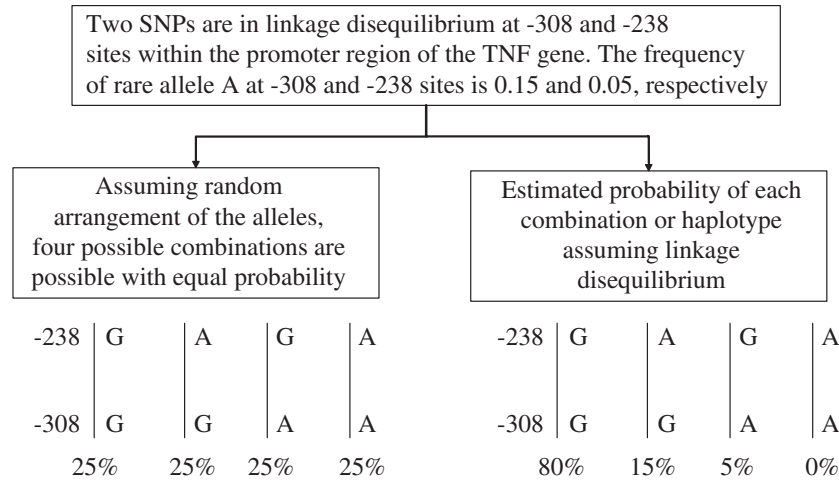 Two SNPs are in linkage disequilibrium at -308 and -238
sites within the promoter region of the TNF gene. The frequency
of rare allele A at -308 and -238 sites is 0.15 and 0.05, respectively
Assuming random
arrangement of the alleles,
four possible combinations are
possible with equal probability
Estimated probability of each
combination or haplotype
assuming linkage
disequilibrium
-238 G A G A
-308 G G A A
25% 25% 25% 25%
-238 G A G A
-308 G G A A
80% 15% 5% 0%